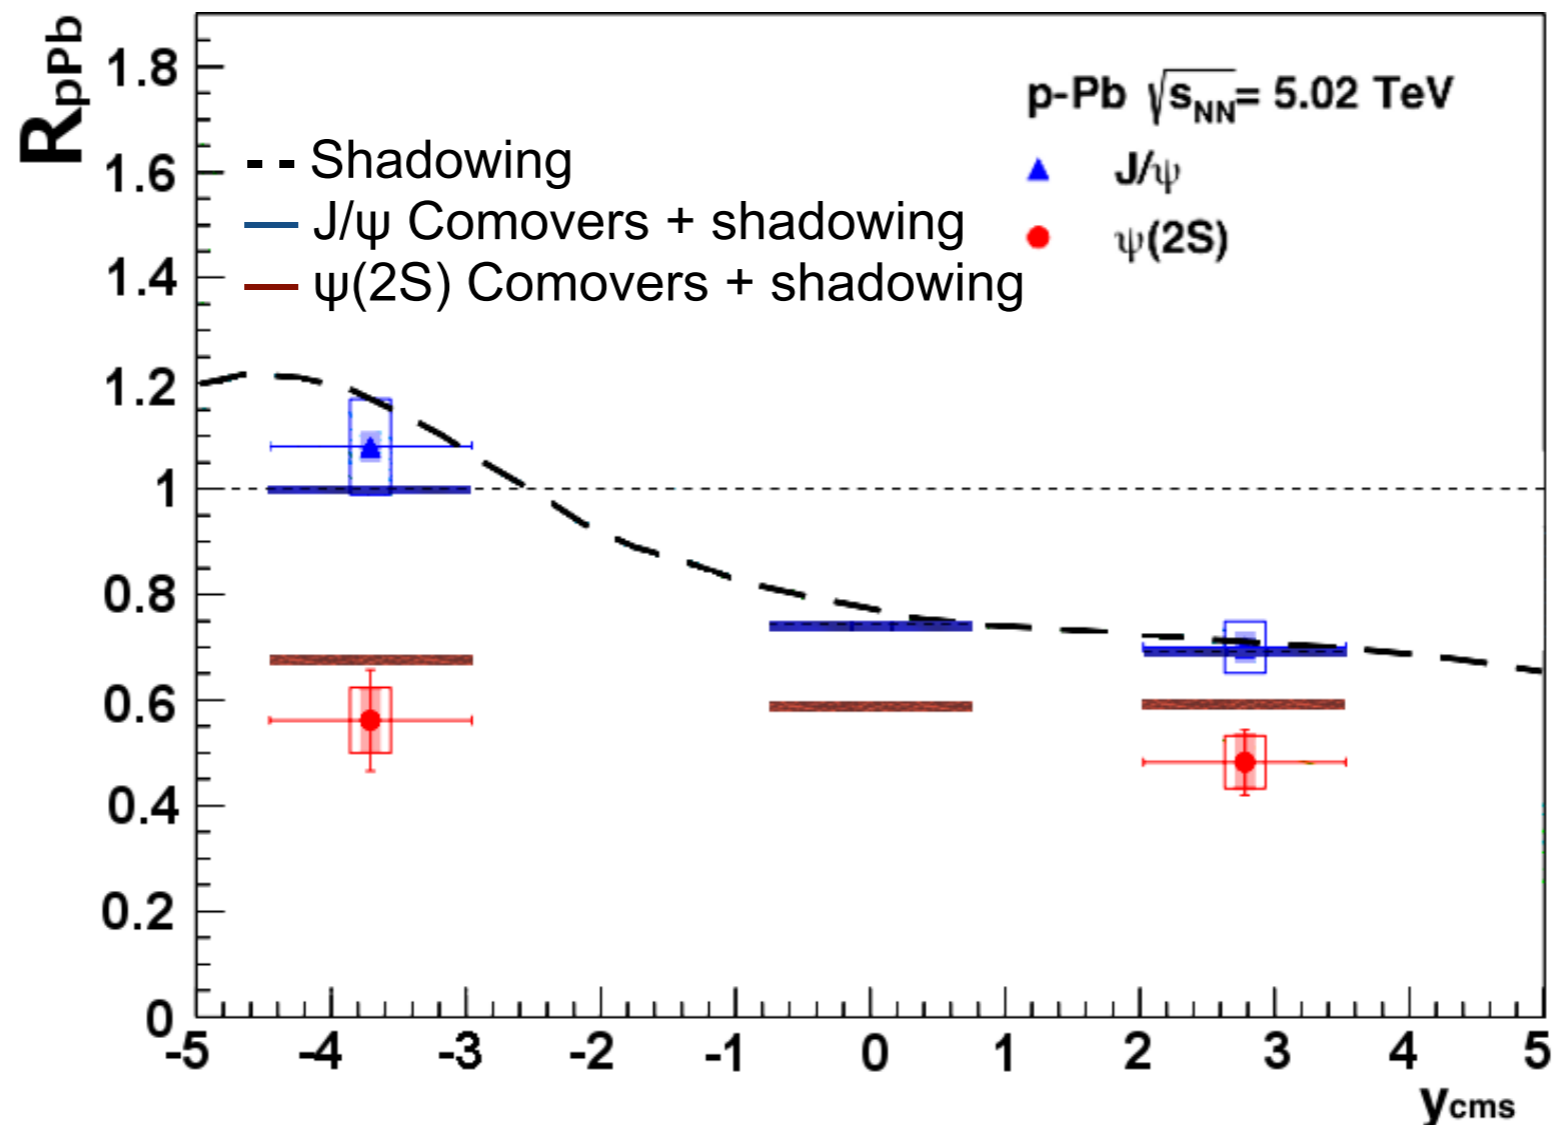 R_pPb
p-Pb √s_NN= 5.02 TeV
J/ψ
ψ(2S)
Shadowing
J/ψ Comovers + shadowing
ψ(2S) Comovers + shadowing
1.8
1.6
1.4
1.2
1
0.8
0.6
0.4
0.2
0
-5 -4 -3 -2 -1 0 1 2 3 4 5
y_cms